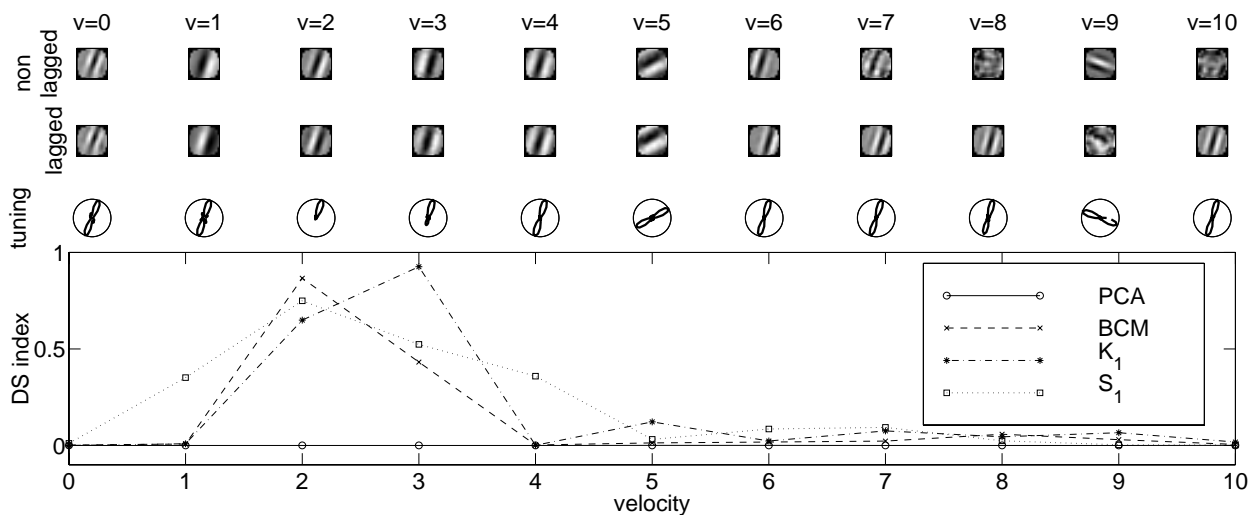 v=0 v=1 v=2 v=3 v=4 v=5 v=6 v=7 v=8 v=9 v=10
non
lagged
lagged
tuning
1
0.5
0
DS index
PCA
BCM
K1
S1
0 1 2 3 4 5 6 7 8 9 10
velocity